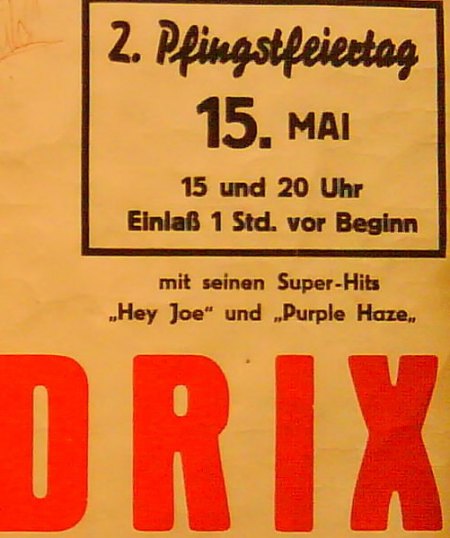 2. Pfingstfeiertag
15. MAI
15 und 20 Uhr
Einlaß 1 Std. vor Beginn
mit seinen Super-Hits
„Hey Joe“ und „Purple Haze„
DRIX